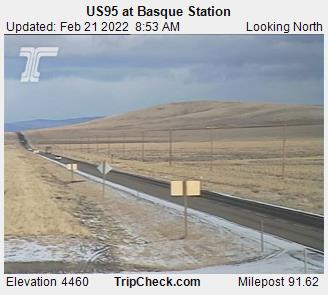 US95 at Basque Station
Updated: Feb 21 2022 8:53 AM Looking North
Elevation 4460 TripCheck.com Milepost 91.62